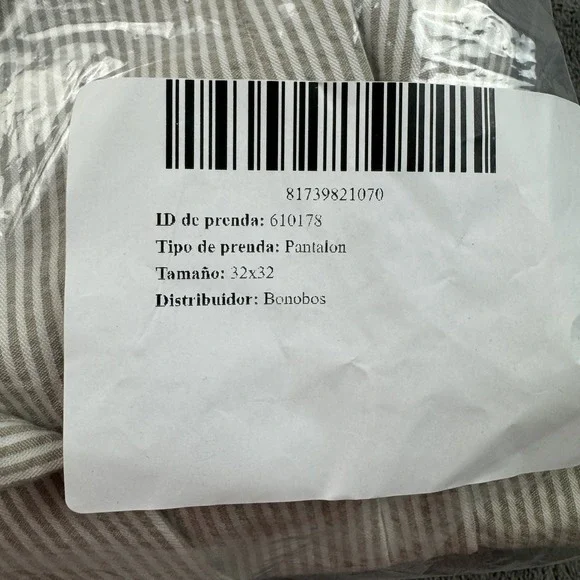 81739821070
ID de prenda: 610178
Tipo de prenda: Pantalon
Tamaño: 32x32
Distribuidor: Bonobos